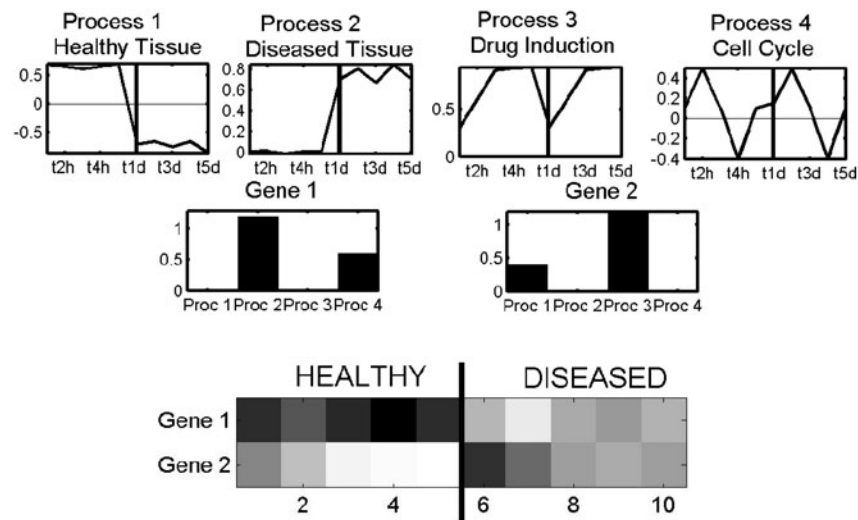 Process 1
Healthy Tissue
0.5
0
-0.5
t2h t4h t1d t3d t5d
Process 2
Diseased Tissue
0.8
0.6
0.4
0.2
0
t2h t4h t1d t3d t5d
Process 3
Drug Induction
0.5
0
t2h t4h t1d t3d t5d
Process 4
Cell Cycle
0.4
0.2
0
-0.2
-0.4
t2h t4h t1d t3d t5d
Gene 1
1
0.5
0
Proc 1 Proc 2 Proc 3 Proc 4
Gene 2
1
0.5
0
Proc 1 Proc 2 Proc 3 Proc 4
HEALTHY DISEASED
Gene 1
Gene 2
2 4 6 8 10